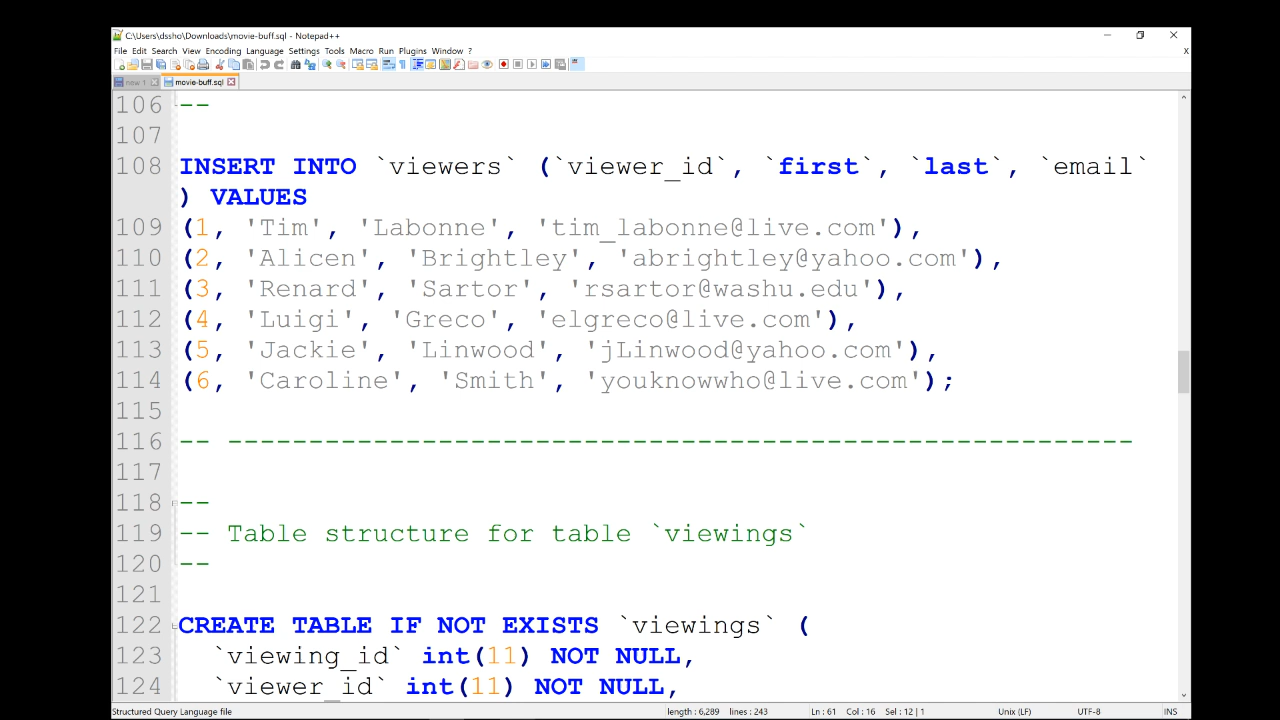 C:\Users\dssho\Downloads\movie-buff.sql - Notepad++
File Edit Search View Encoding Language Settings Tools Macro Run Plugins Window ?
X
new 1 movie-buff.sql
106 --
107
108 INSERT INTO `viewers` (`viewer_id`, `first`, `last`, `email`
) VALUES
109 (1, 'Tim', 'Labonne', 'tim_labonne@live.com'),
110 (2, 'Alicen', 'Brightley', 'abrightley@yahoo.com'),
111 (3, 'Renard', 'Sartor', 'rsartor@washu.edu'),
112 (4, 'Luigi', 'Greco', 'elgreco@live.com'),
113 (5, 'Jackie', 'Linwood', 'jLinwood@yahoo.com'),
114 (6, 'Caroline', 'Smith', 'youknowwho@live.com');
115
116 -- --------------------------------------------------------
117
118 --
119 -- Table structure for table `viewings`
120 --
121
122 CREATE TABLE IF NOT EXISTS `viewings` (
123 `viewing_id` int(11) NOT NULL,
124 `viewer_id` int(11) NOT NULL,
Structured Query Language file length : 6,289 lines : 243 Ln : 61 Col : 16 Sel : 12 | 1 Unix (LF) UTF-8 INS